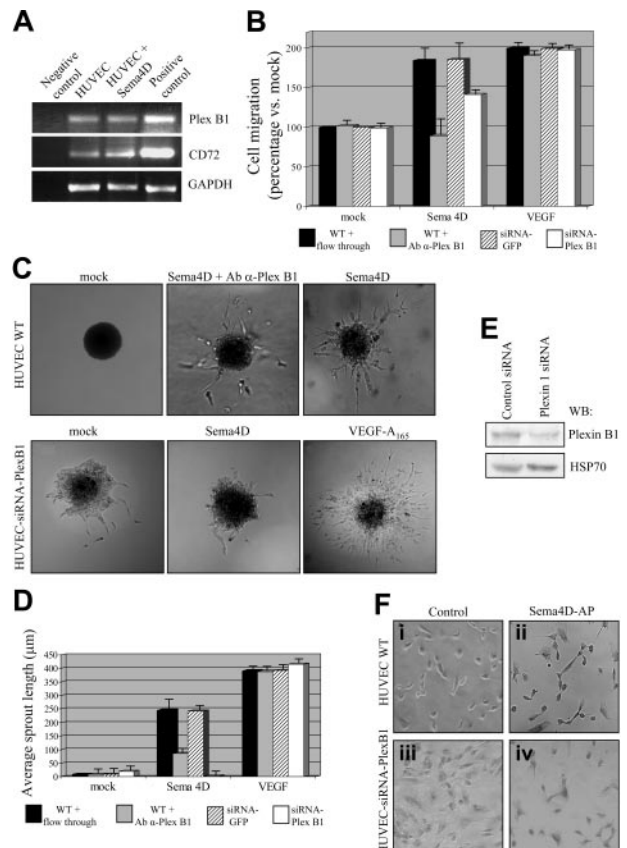 A
Negative control
HUVEC
HUVEC + Sema4D
Positive control
Plex B1
CD72
GAPDH
B
Cell migration
(percentage vs. mock)
200
150
100
50
0
mock
Sema 4D
VEGF
WT + flow through
WT + Ab α-Plex B1
siRNA-GFP
siRNA-Plex B1
C
mock
Sema4D + Ab α-Plex B1
Sema4D
HUVEC WT
mock
Sema4D
VEGF-A165
HUVEC-siRNA-PlexB1
E
Control siRNA
Plexin 1 siRNA
WB:
Plexin B1
HSP70
D
Average sprout length (μm)
450
400
350
300
250
200
150
100
50
0
mock
Sema 4D
VEGF
WT + flow through
WT + Ab α-Plex B1
siRNA-GFP
siRNA-Plex B1
F
Control
Sema4D-AP
HUVEC WT
i
ii
HUVEC-siRNA-PlexB1
iii
iv